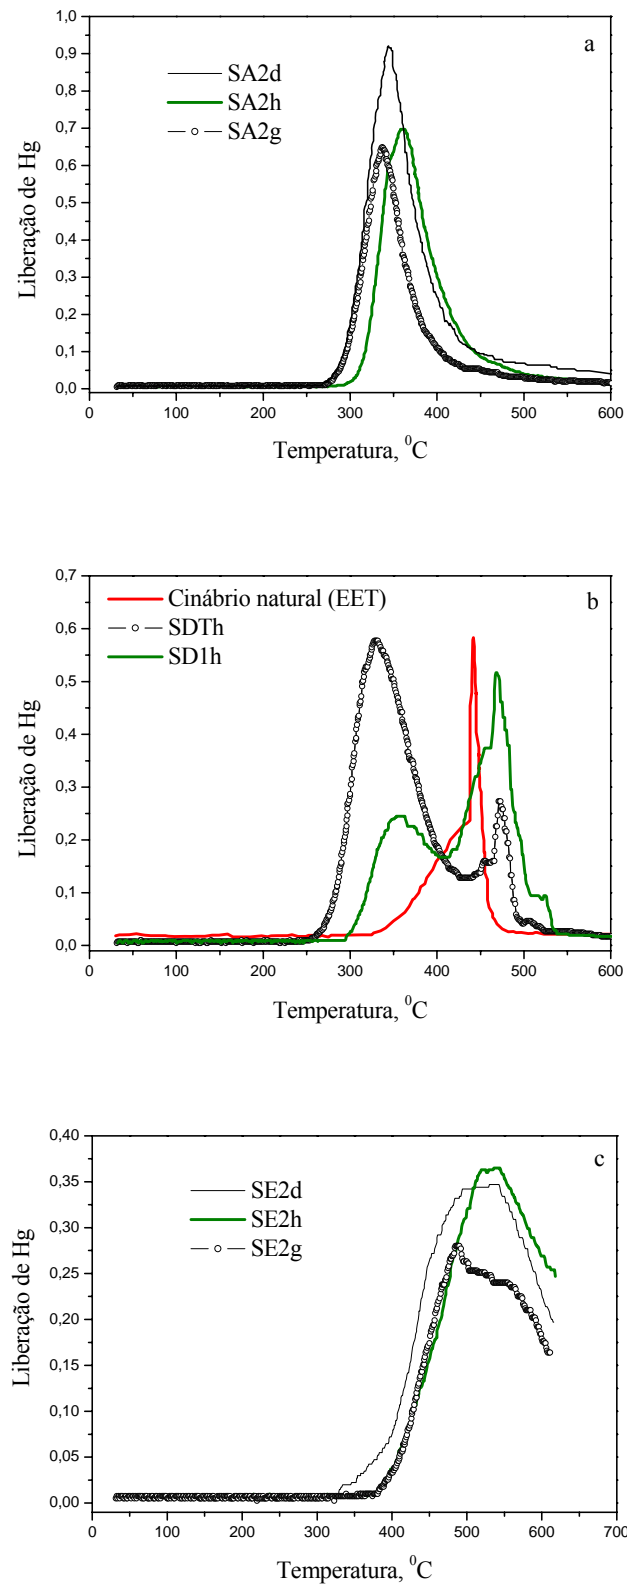 1,0
a
0,9
SA2d
0,8
SA2h
0,7
SA2g
0,6
0,5
0,4
0,3
0,2
0,1
0,0
Liberação de Hg
0 100 200 300 400 500 600
Temperatura, ⁰C
0,7
Cinábrio natural (EET)
b
0,6
SDTh
SD1h
0,5
0,4
0,3
0,2
0,1
0,0
Liberação de Hg
0 100 200 300 400 500 600
Temperatura, ⁰C
0,40
c
0,35
SE2d
SE2h
0,30
SE2g
0,25
0,20
0,15
0,10
0,05
0,00
Liberação de Hg
0 100 200 300 400 500 600 700
Temperatura, ⁰C